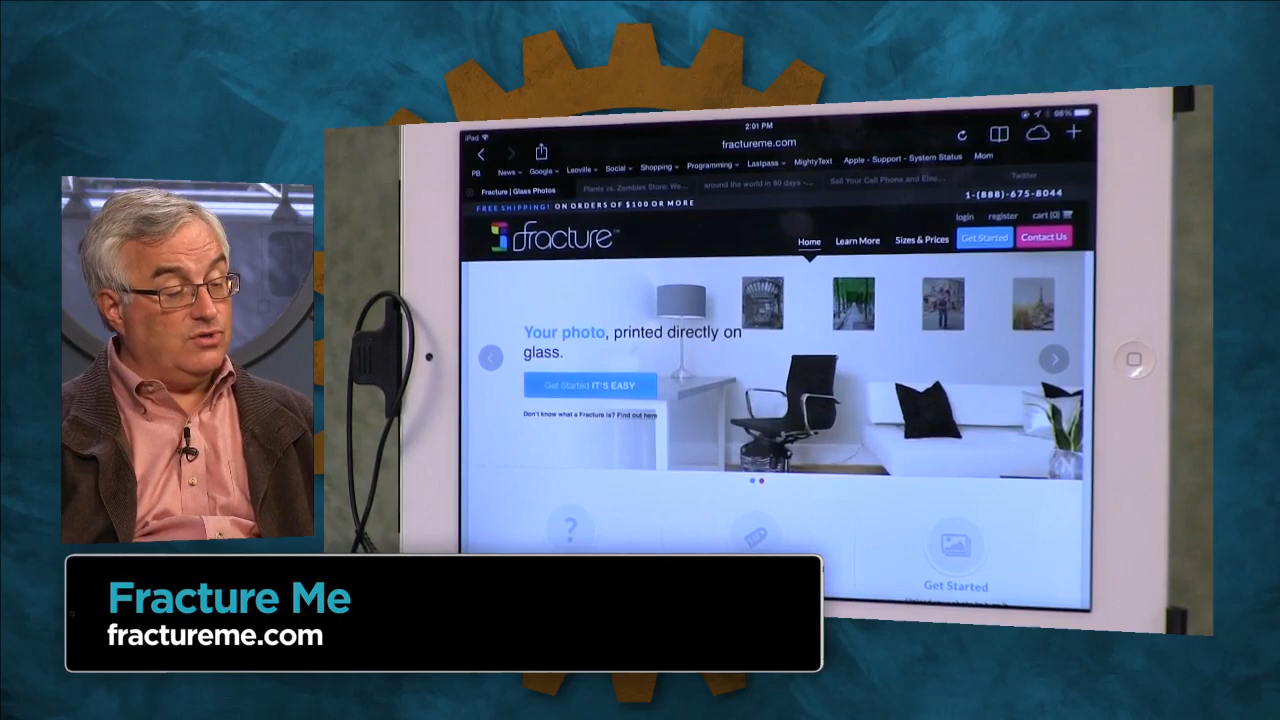 iPad
2:01 PM
98%
fractureme.com
PB
News
Google
Leoville
Social
Shopping
Programming
Lastpass
MightyText
Apple - Support - System Status
Mom
Fracture | Glass Photos
Plants vs. Zombies Store: We...
around the world in 80 days -...
Sell Your Cell Phone and Elec...
Twitter
FREE SHIPPING! ON ORDERS OF $100 OR MORE
1-(888)-675-8044
login register cart (0)
fracture™
Home
Learn More
Sizes & Prices
Get Started
Contact Us
Your photo, printed directly on
glass.
Get Started IT'S EASY
Don't know what a Fracture is? Find out here
?
Get Started
Fracture Me
fractureme.com